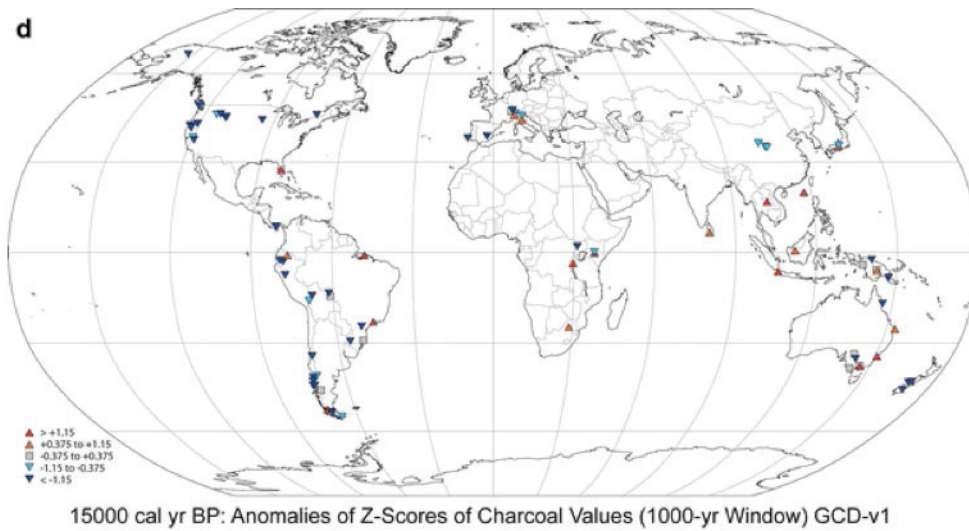 d
> +1.15
+0.375 to +1.15
-0.375 to +0.375
-1.15 to -0.375
< -1.15
15000 cal yr BP: Anomalies of Z-Scores of Charcoal Values (1000-yr Window) GCD-v1